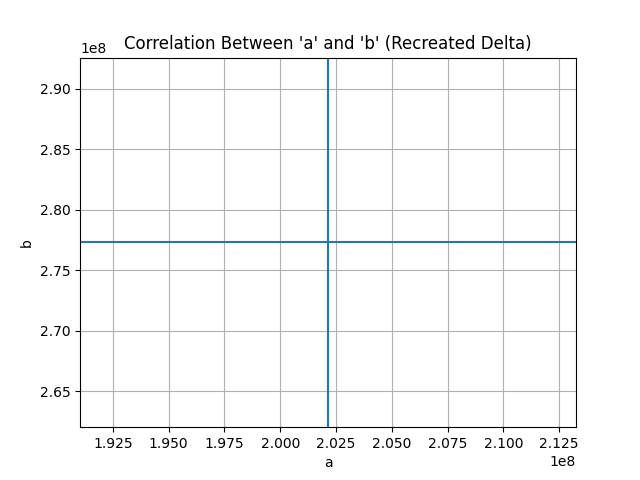 Correlation Between 'a' and 'b' (Recreated Delta)
1e8
2.90
2.85
2.80
2.75
2.70
2.65
b
1.925 1.950 1.975 2.000 2.025 2.050 2.075 2.100 2.125
a
1e8